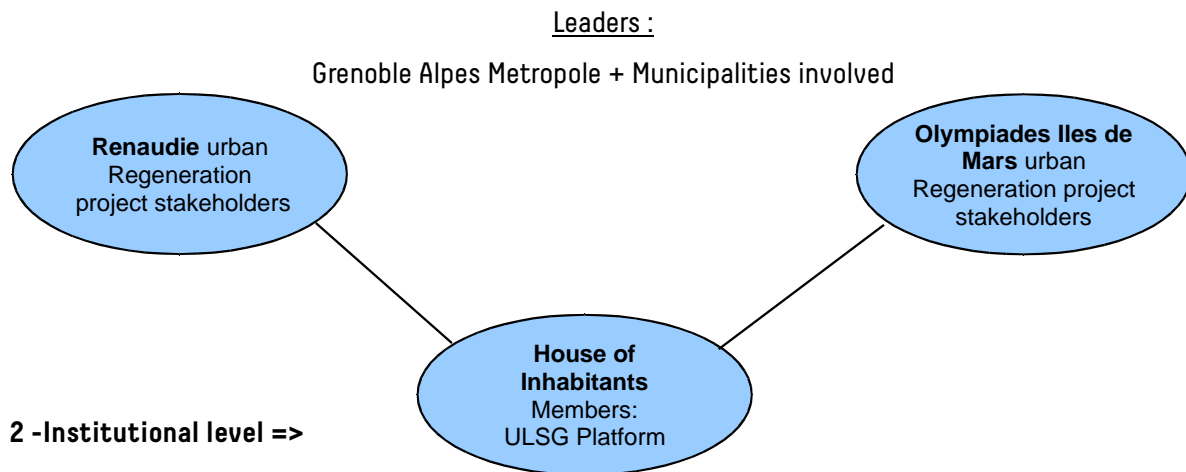 Leaders :
Grenoble Alpes Metropole + Municipalities involved
Renaudie urban
Regeneration
project stakeholders
Olympiades Iles de
Mars urban
Regeneration project
stakeholders
House of
Inhabitants
Members:
ULSG Platform
2 -Institutional level =>